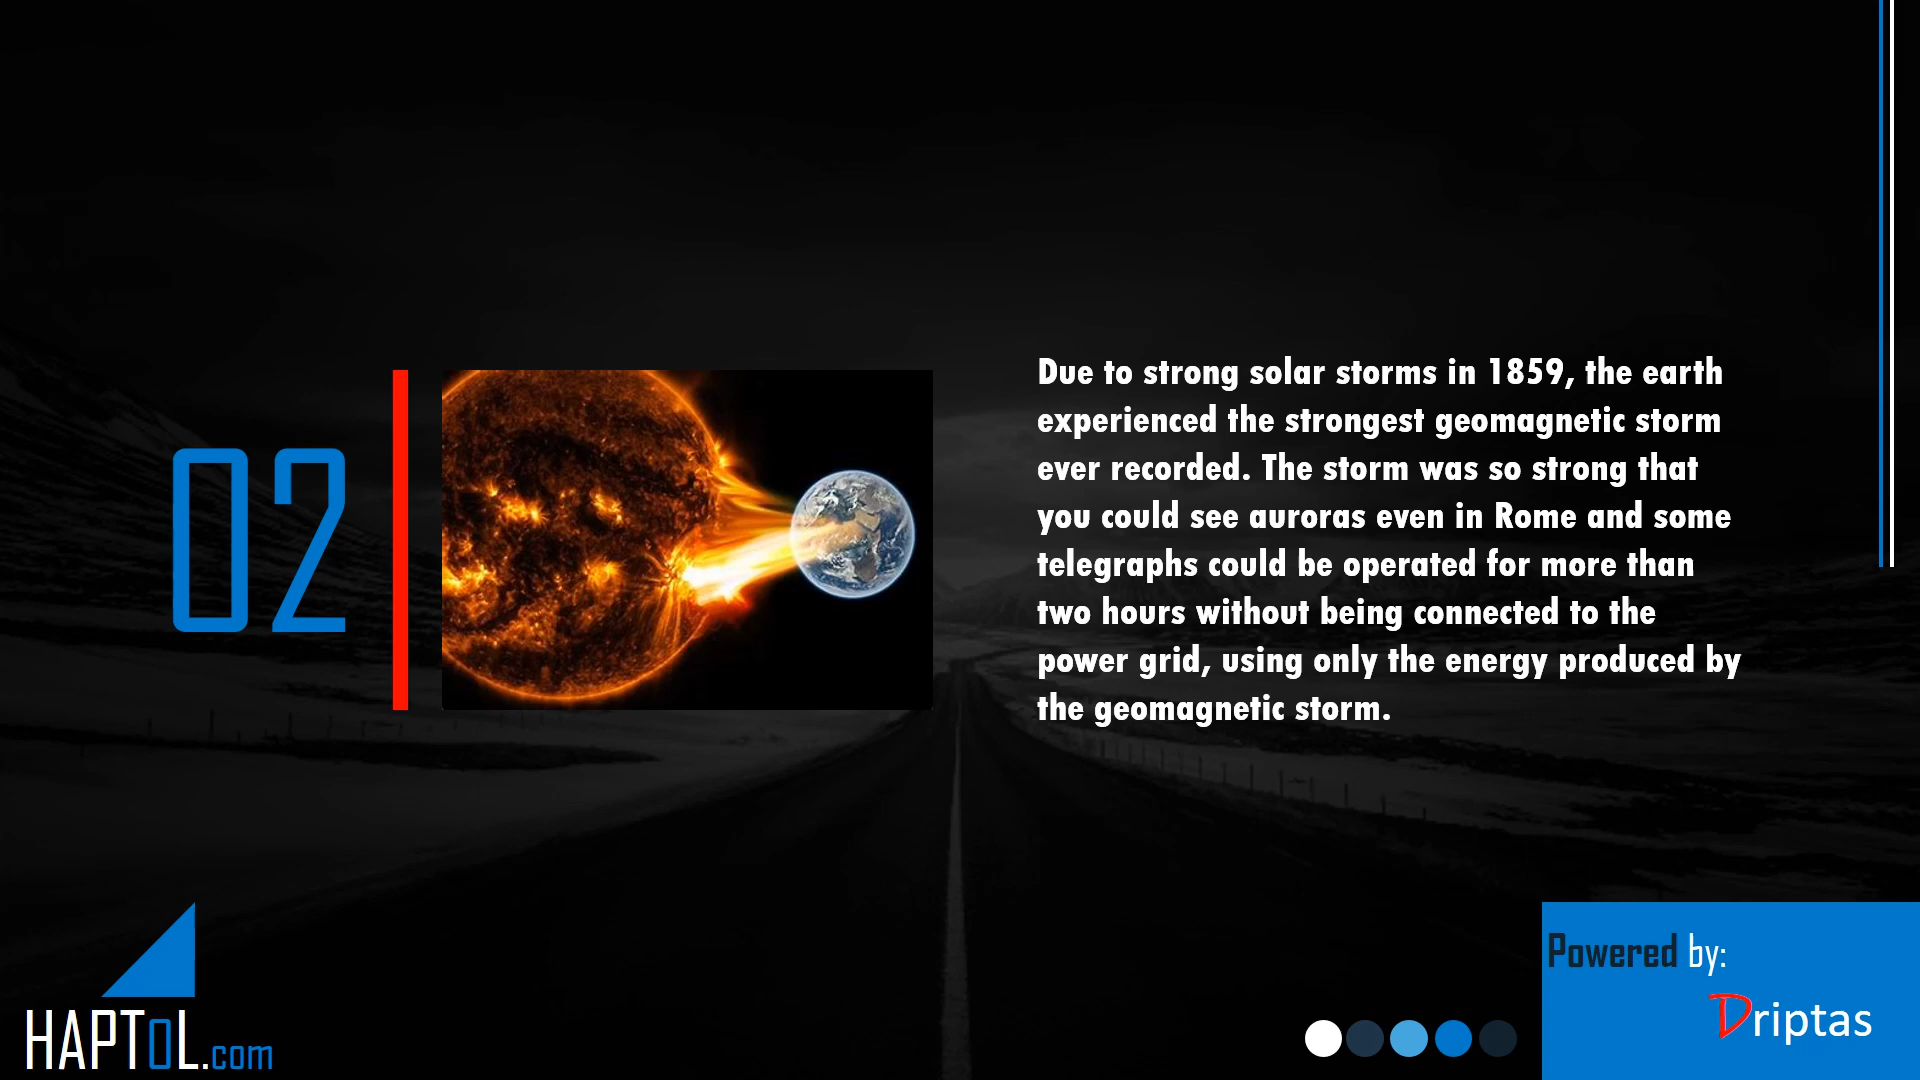 02
Due to strong solar storms in 1859, the earth
experienced the strongest geomagnetic storm
ever recorded. The storm was so strong that
you could see auroras even in Rome and some
telegraphs could be operated for more than
two hours without being connected to the
power grid, using only the energy produced by
the geomagnetic storm.
HAPToL.com
Powered by:
Driptas